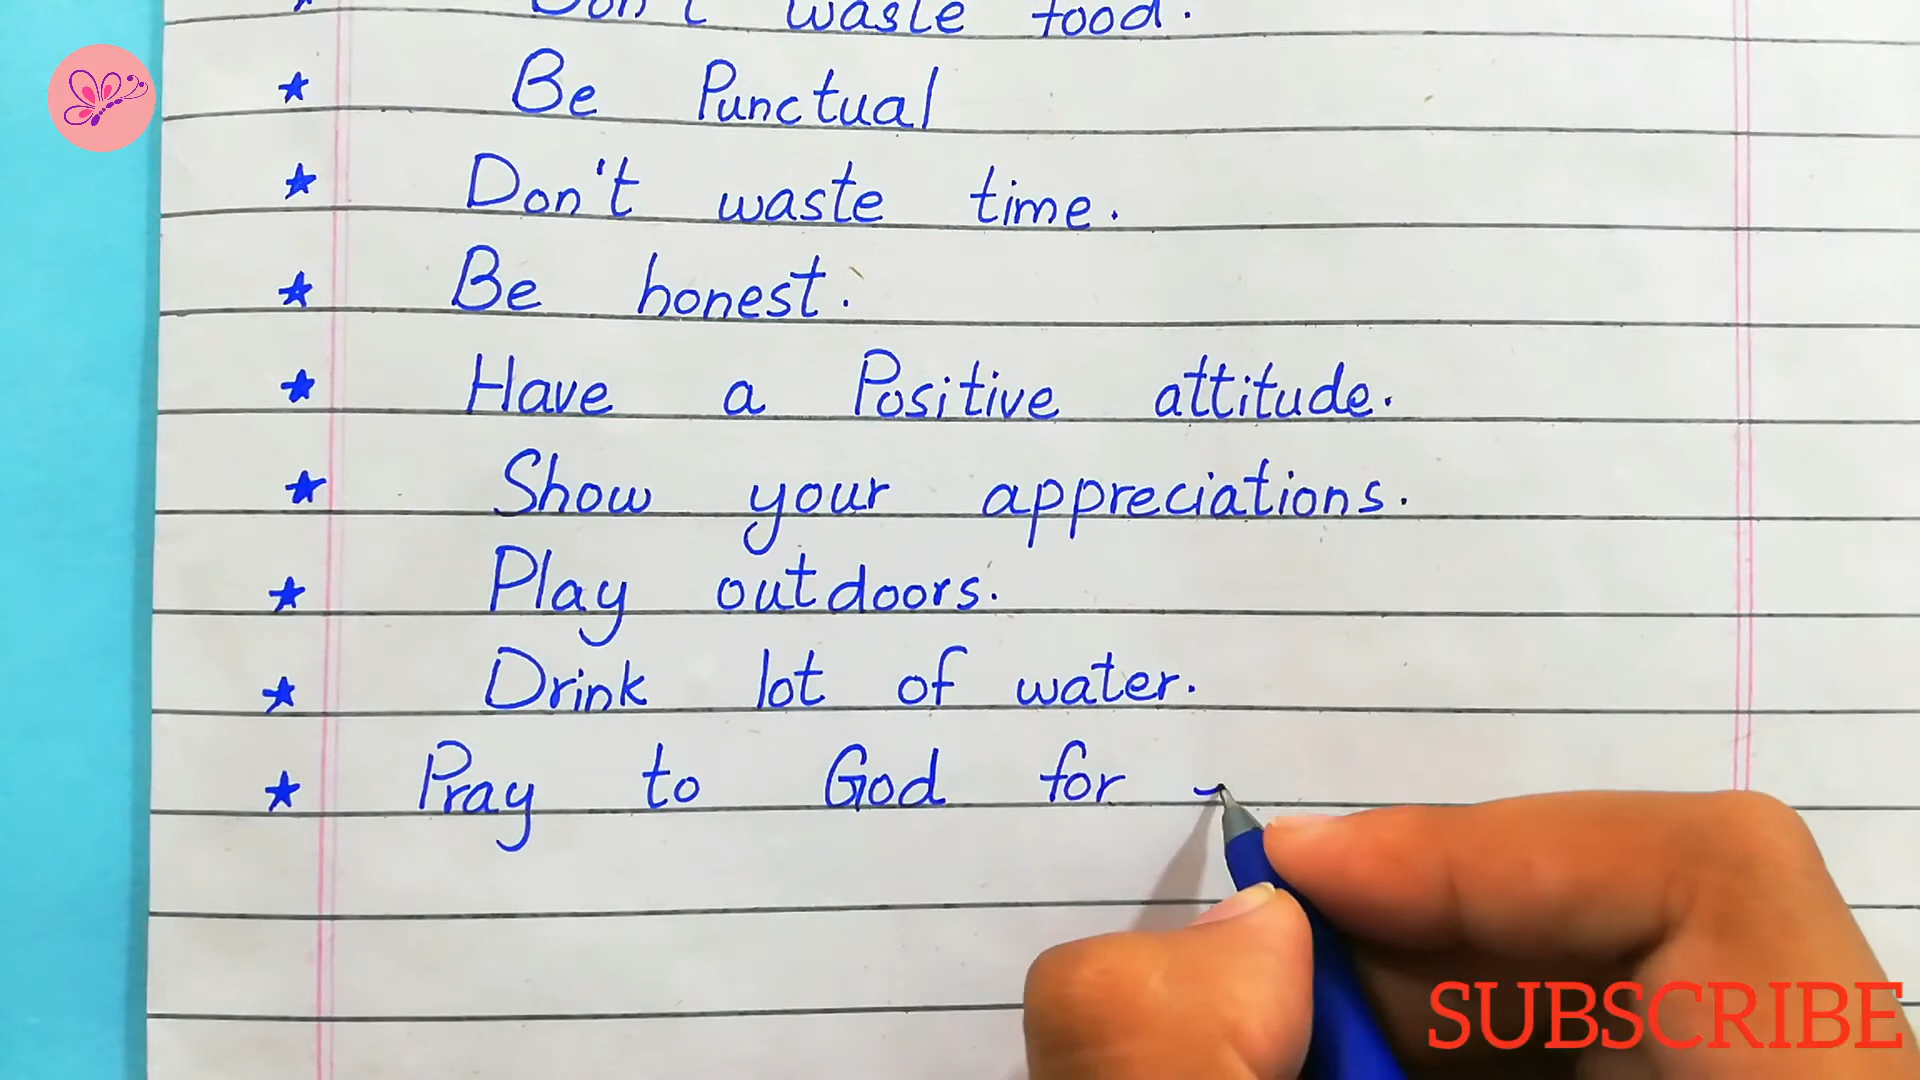 ★ Don't waste food.
★ Be Punctual
★ Don't waste time.
★ Be honest.
★ Have a Positive attitude.
★ Show your appreciations.
★ Play outdoors.
★ Drink lot of water.
★ Pray to God for
SUBSCRIBE